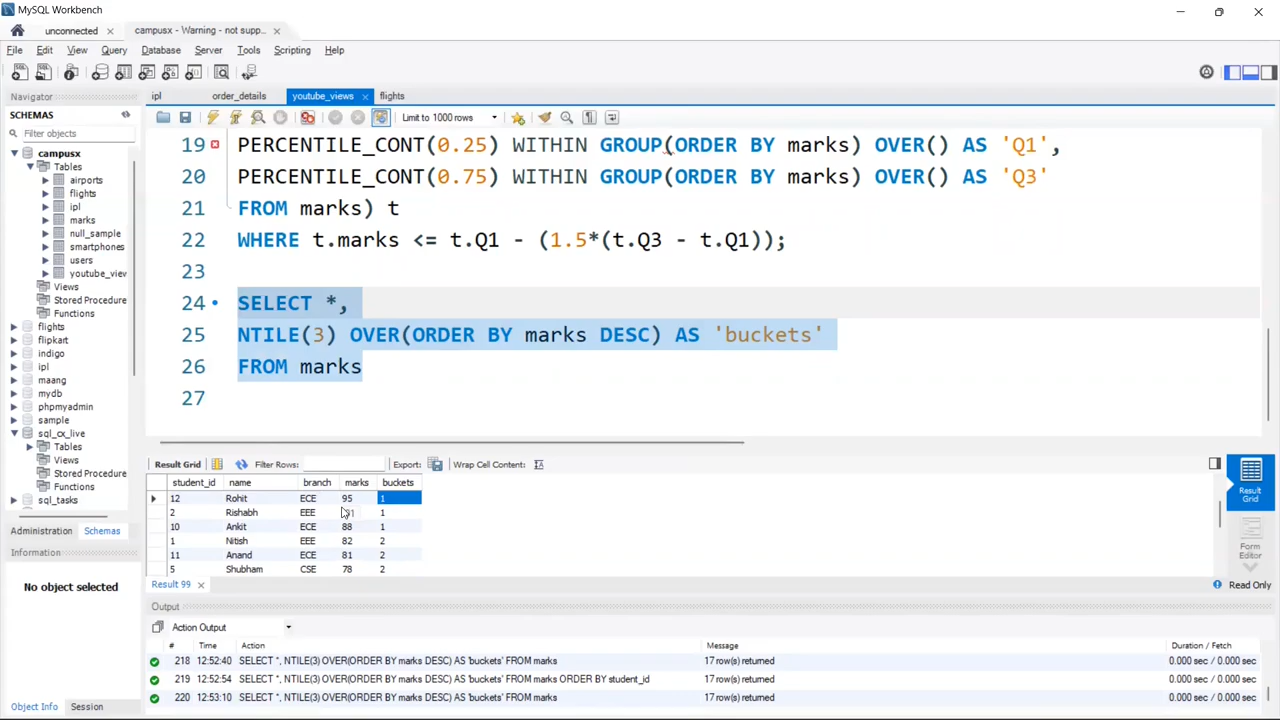 MySQL Workbench
unconnected
campusx - Warning - not supp...
File Edit View Query Database Server Tools Scripting Help
Navigator
ipl order_details youtube_views flights
SCHEMAS
Filter objects
Limit to 1000 rows
campusx
Tables
airports
flights
ipl
marks
null_sample
smartphones
users
youtube_view
Views
Stored Procedure
Functions
flights
flipkart
indigo
ipl
maang
mydb
phpmyadmin
sample
sql_cx_live
Tables
Views
Stored Procedure
Functions
sql_tasks
Administration Schemas
Information
No object selected
Object Info Session
19 PERCENTILE_CONT(0.25) WITHIN GROUP(ORDER BY marks) OVER() AS 'Q1',
20 PERCENTILE_CONT(0.75) WITHIN GROUP(ORDER BY marks) OVER() AS 'Q3'
21 FROM marks) t
22 WHERE t.marks <= t.Q1 - (1.5*(t.Q3 - t.Q1));
23
24 SELECT *,
25 NTILE(3) OVER(ORDER BY marks DESC) AS 'buckets'
26 FROM marks
27
Result Grid Filter Rows: Export: Wrap Cell Content:
student_id name branch marks buckets
12 Rohit ECE 95 1
2 Rishabh EEE 1
10 Ankit ECE 88 1
1 Nitish EEE 82 2
11 Anand ECE 81 2
5 Shubham CSE 78 2
Result Grid
Form Editor
Result 99
Read Only
Output
Action Output
# Time Action Message Duration / Fetch
218 12:52:40 SELECT *, NTILE(3) OVER(ORDER BY marks DESC) AS 'buckets' FROM marks 17 row(s) returned 0.000 sec / 0.000 sec
219 12:52:54 SELECT *, NTILE(3) OVER(ORDER BY marks DESC) AS 'buckets' FROM marks ORDER BY student_id 17 row(s) returned 0.000 sec / 0.000 sec
220 12:53:10 SELECT *, NTILE(3) OVER(ORDER BY marks DESC) AS 'buckets' FROM marks 17 row(s) returned 0.000 sec / 0.000 sec